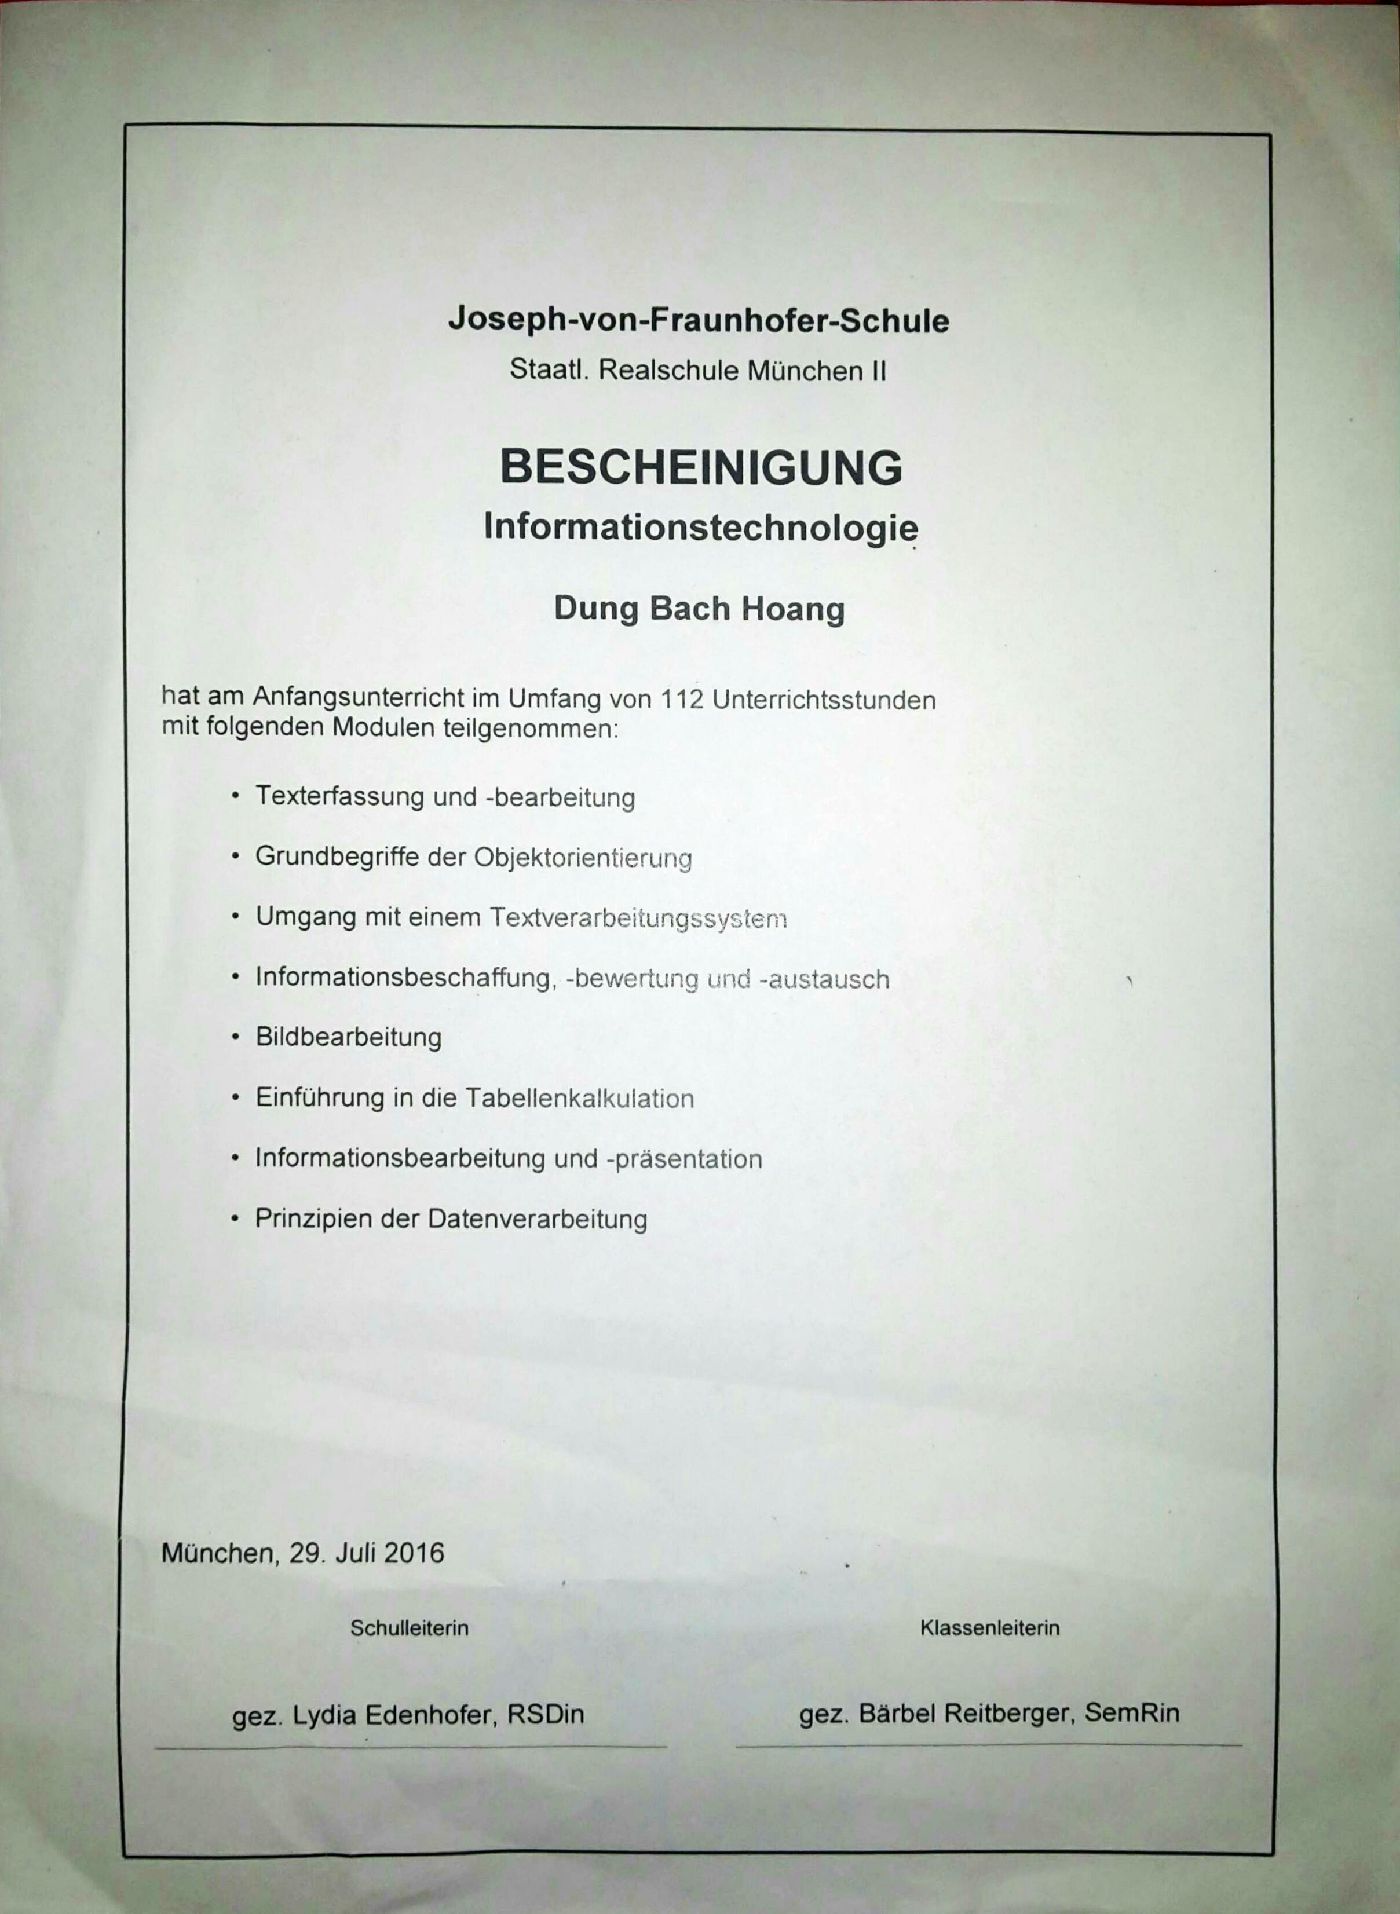 Joseph-von-Fraunhofer-Schule
Staatl. Realschule München II
BESCHEINIGUNG
Informationstechnologie
Dung Bach Hoang
hat am Anfangsunterricht im Umfang von 112 Unterrichtsstunden
mit folgenden Modulen teilgenommen:
• Texterfassung und -bearbeitung
• Grundbegriffe der Objektorientierung
• Umgang mit einem Textverarbeitungssystem
• Informationsbeschaffung, -bewertung und -austausch
• Bildbearbeitung
• Einführung in die Tabellenkalkulation
• Informationsbearbeitung und -präsentation
• Prinzipien der Datenverarbeitung
München, 29. Juli 2016
Schulleiterin Klassenleiterin
gez. Lydia Edenhofer, RSDin gez. Bärbel Reitberger, SemRin